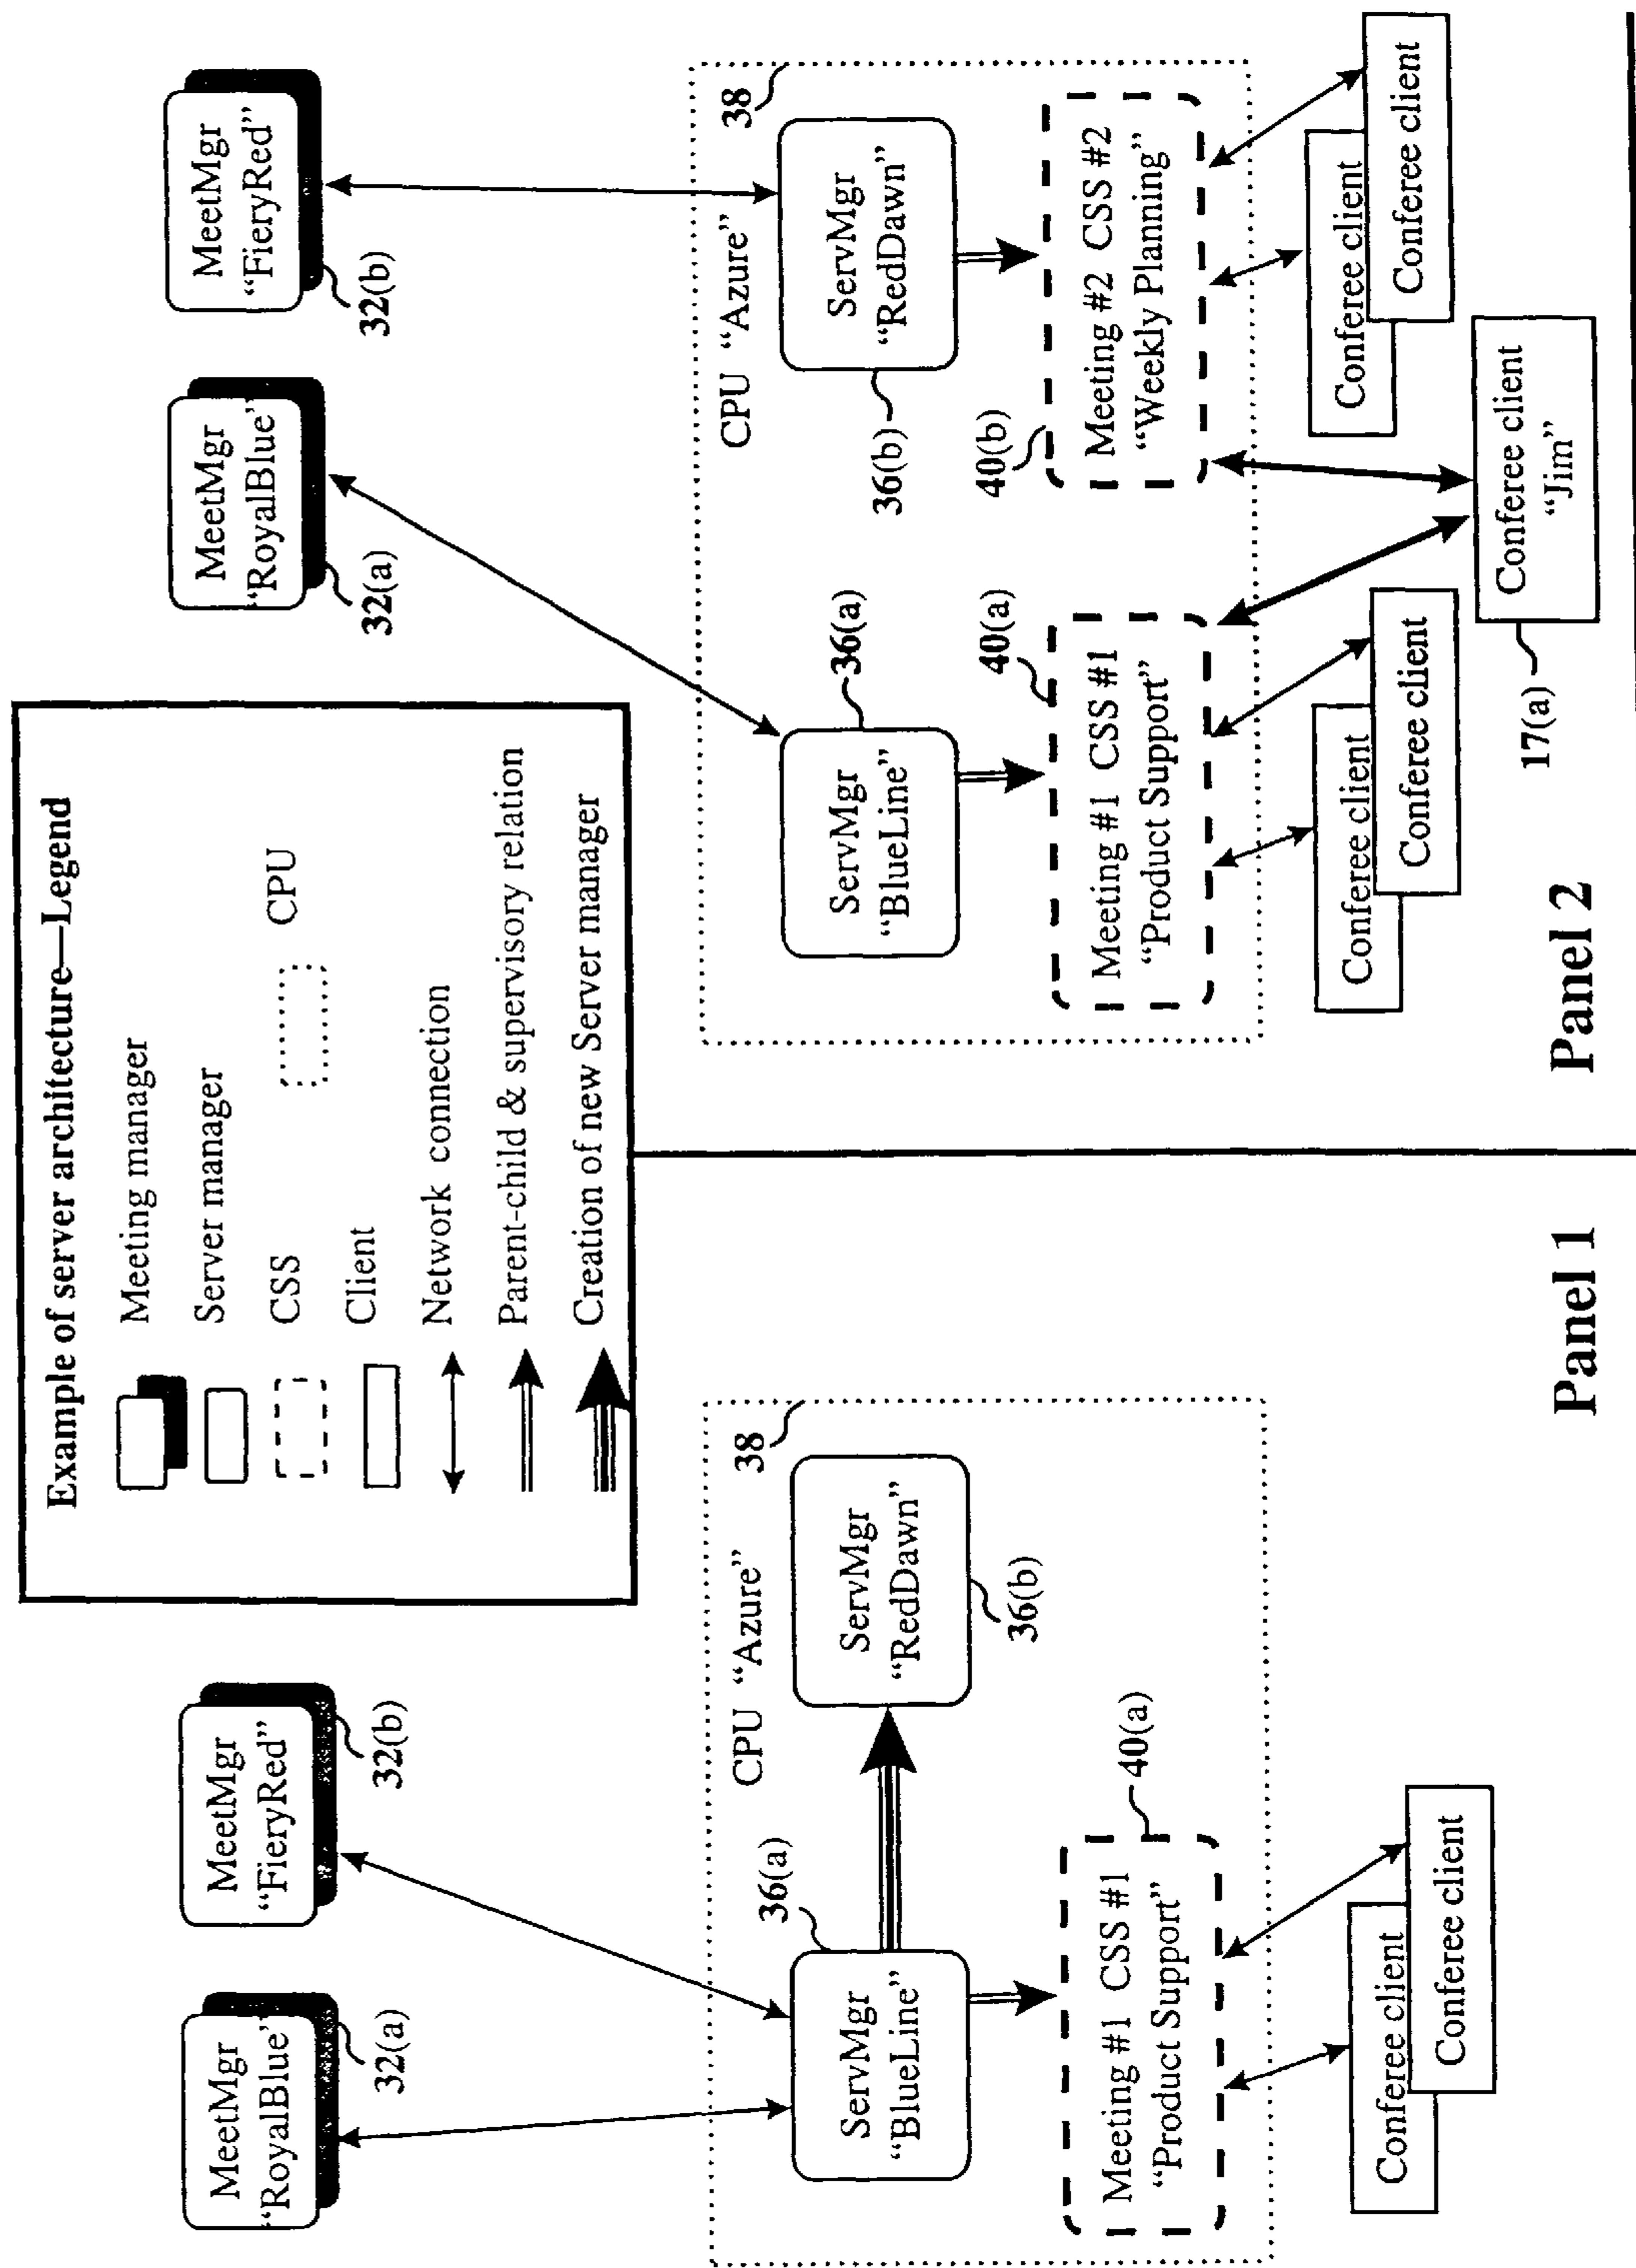 Example of server architecture—Legend
Meeting manager
Server manager
CSS
CPU
Client
Network connection
Parent-child & supervisory relation
Creation of new Server manager
MeetMgr
“RoyalBlue”
32(a)
MeetMgr
“FieryRed”
32(b)
CPU “Azure”
38
36(a)
ServMgr
“BlueLine”
ServMgr
“RedDawn”
36(b)
Meeting #1 CSS #1
“Product Support”
40(a)
Conferee client
Conferee client
Panel 1
MeetMgr
“RoyalBlue”
32(a)
MeetMgr
“FieryRed”
32(b)
CPU “Azure”
38
ServMgr
“BlueLine”
36(a)
ServMgr
“RedDawn”
36(b)
40(a)
Meeting #1 CSS #1
“Product Support”
40(b)
Meeting #2 CSS #2
“Weekly Planning”
Conferee client
Conferee client
Conferee client
Conferee client
Conferee client
“Jim”
17(a)
Panel 2